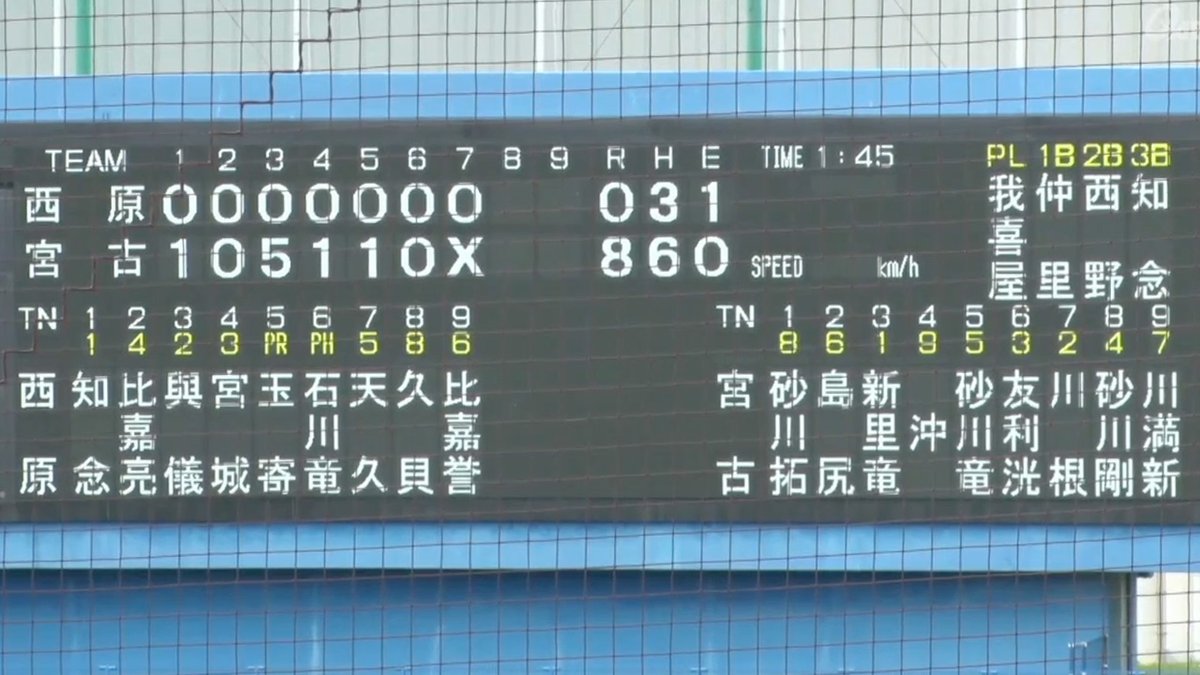 TEAM 1 2 3 4 5 6 7 8 9 R H E TIME 1:45
西原 0 0 0 0 0 0 0 0 3 1
宮古 1 0 5 1 1 0 X 8 6 0 SPEED km/h
PL 1B 2B 3B
我喜屋 仲里 西野 知念
TN 1 2 3 4 5 6 7 8 9
1 4 2 3 PR PH 5 8 6
西原 知念 比嘉亮 與儀 宮城 玉寄 石川竜 天久 久貝 比嘉誉
TN 1 2 3 4 5 6 7 8 9
8 6 1 9 5 3 2 4 7
宮古 砂川拓 島尻 新里竜 沖 砂川竜 友利洸 川根 砂川剛 川満新